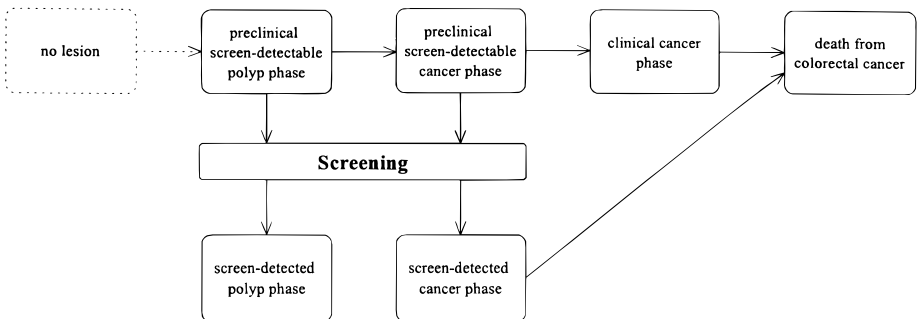 no lesion
preclinical
screen-detectable
polyp phase
preclinical
screen-detectable
cancer phase
clinical cancer
phase
death from
colorectal cancer
Screening
screen-detected
polyp phase
screen-detected
cancer phase